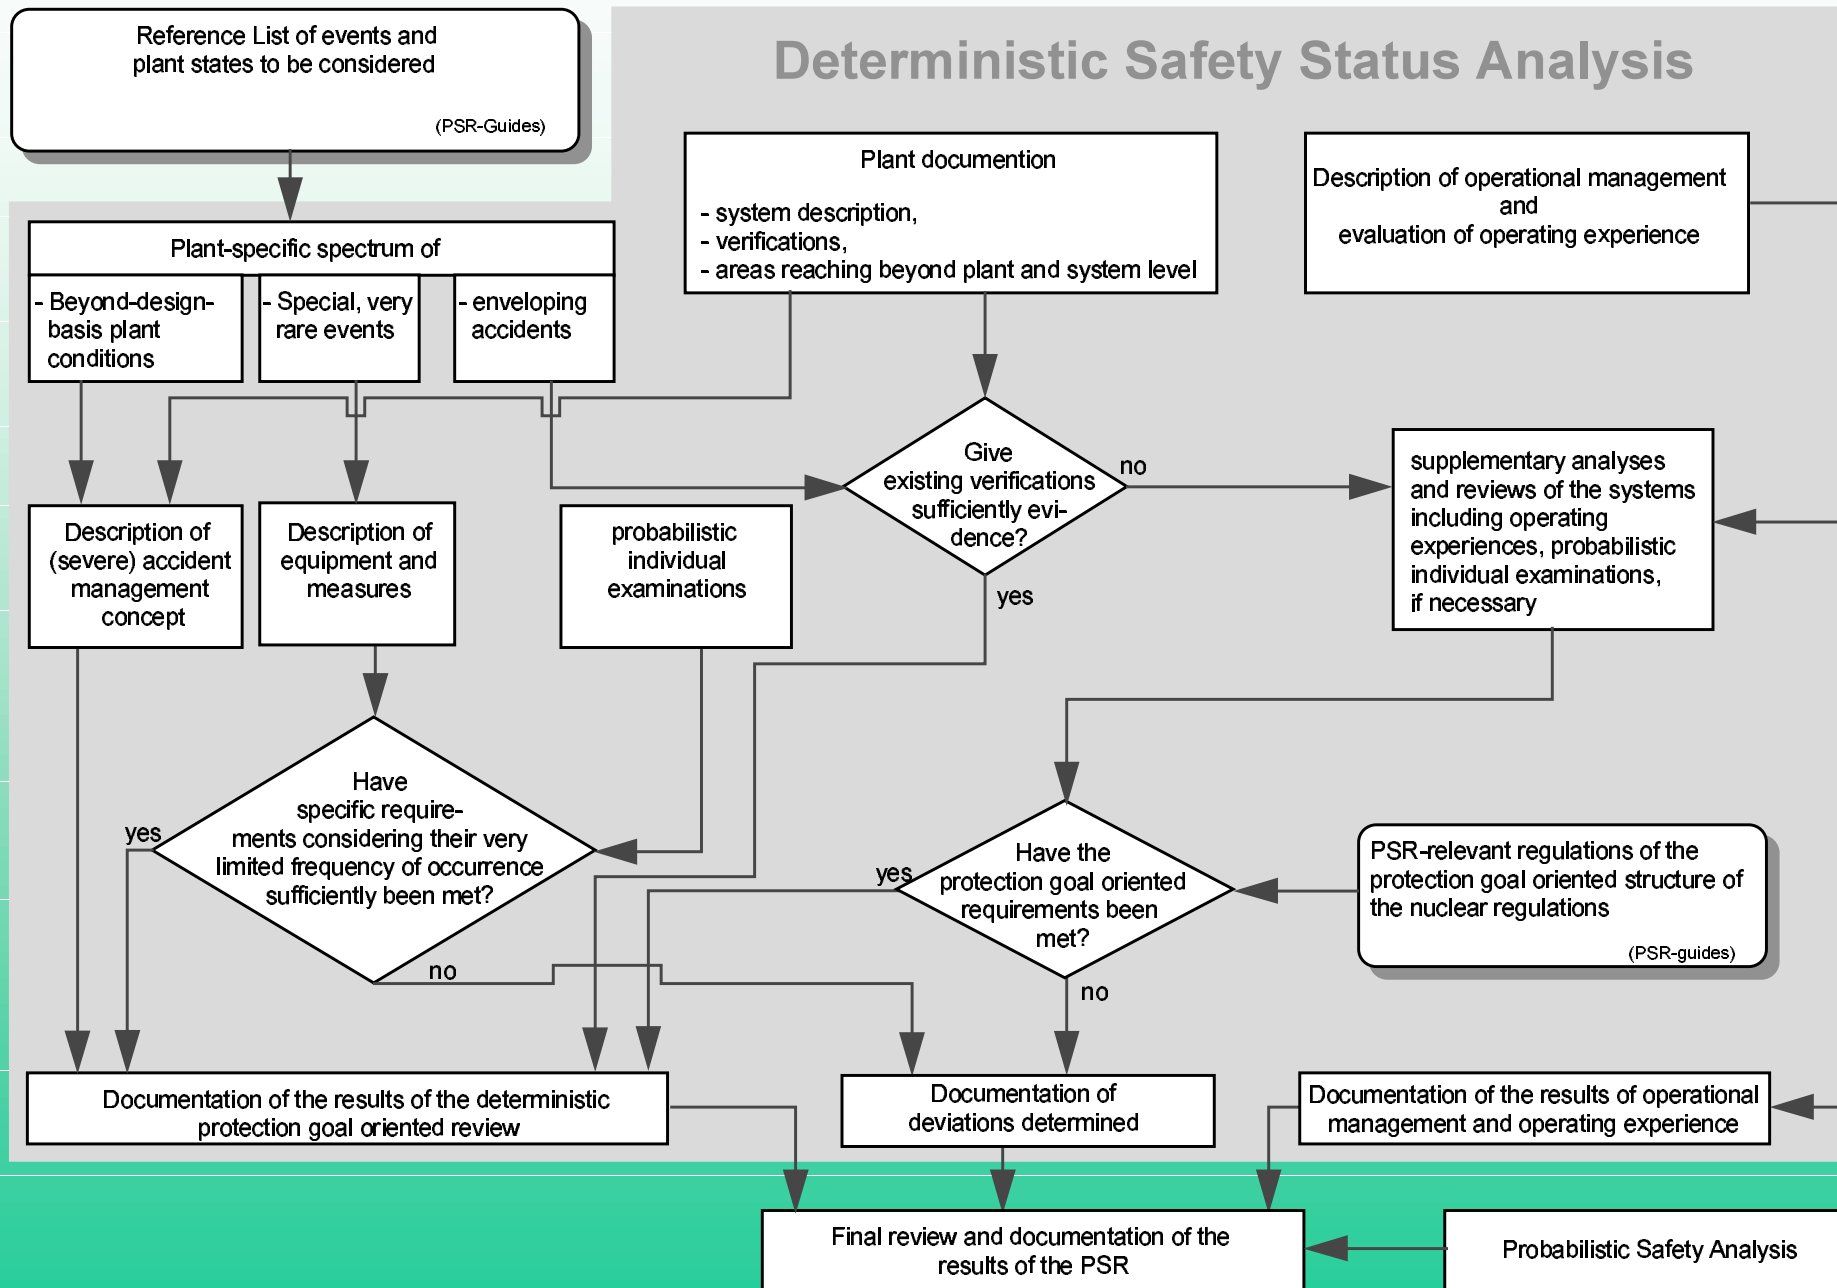 Reference List of events and
plant states to be considered
(PSR-Guides)
Deterministic Safety Status Analysis
Plant documention
- system description,
- verifications,
- areas reaching beyond plant and system level
Description of operational management
and
evaluation of operating experience
Plant-specific spectrum of
- Beyond-design-
basis plant
conditions
- Special, very
rare events
- enveloping
accidents
Give
existing verifications
sufficiently evi-
dence?
no
yes
supplementary analyses
and reviews of the systems
including operating
experiences, probabilistic
individual examinations,
if necessary
Description of
(severe) accident
management
concept
Description of
equipment and
measures
probabilistic
individual
examinations
Have
specific require-
ments considering their very
limited frequency of occurrence
sufficiently been met?
yes
no
Have the
protection goal oriented
requirements been
met?
yes
no
PSR-relevant regulations of the
protection goal oriented structure of
the nuclear regulations
(PSR-guides)
Documentation of the results of the deterministic
protection goal oriented review
Documentation of
deviations determined
Documentation of the results of operational
management and operating experience
Final review and documentation of the
results of the PSR
Probabilistic Safety Analysis